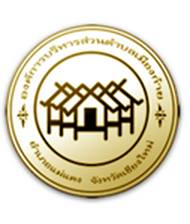 องค์การบริหารส่วนตำบลเมืองก๋าย
อำเภอแม่แตง จังหวัดเชียงใหม่